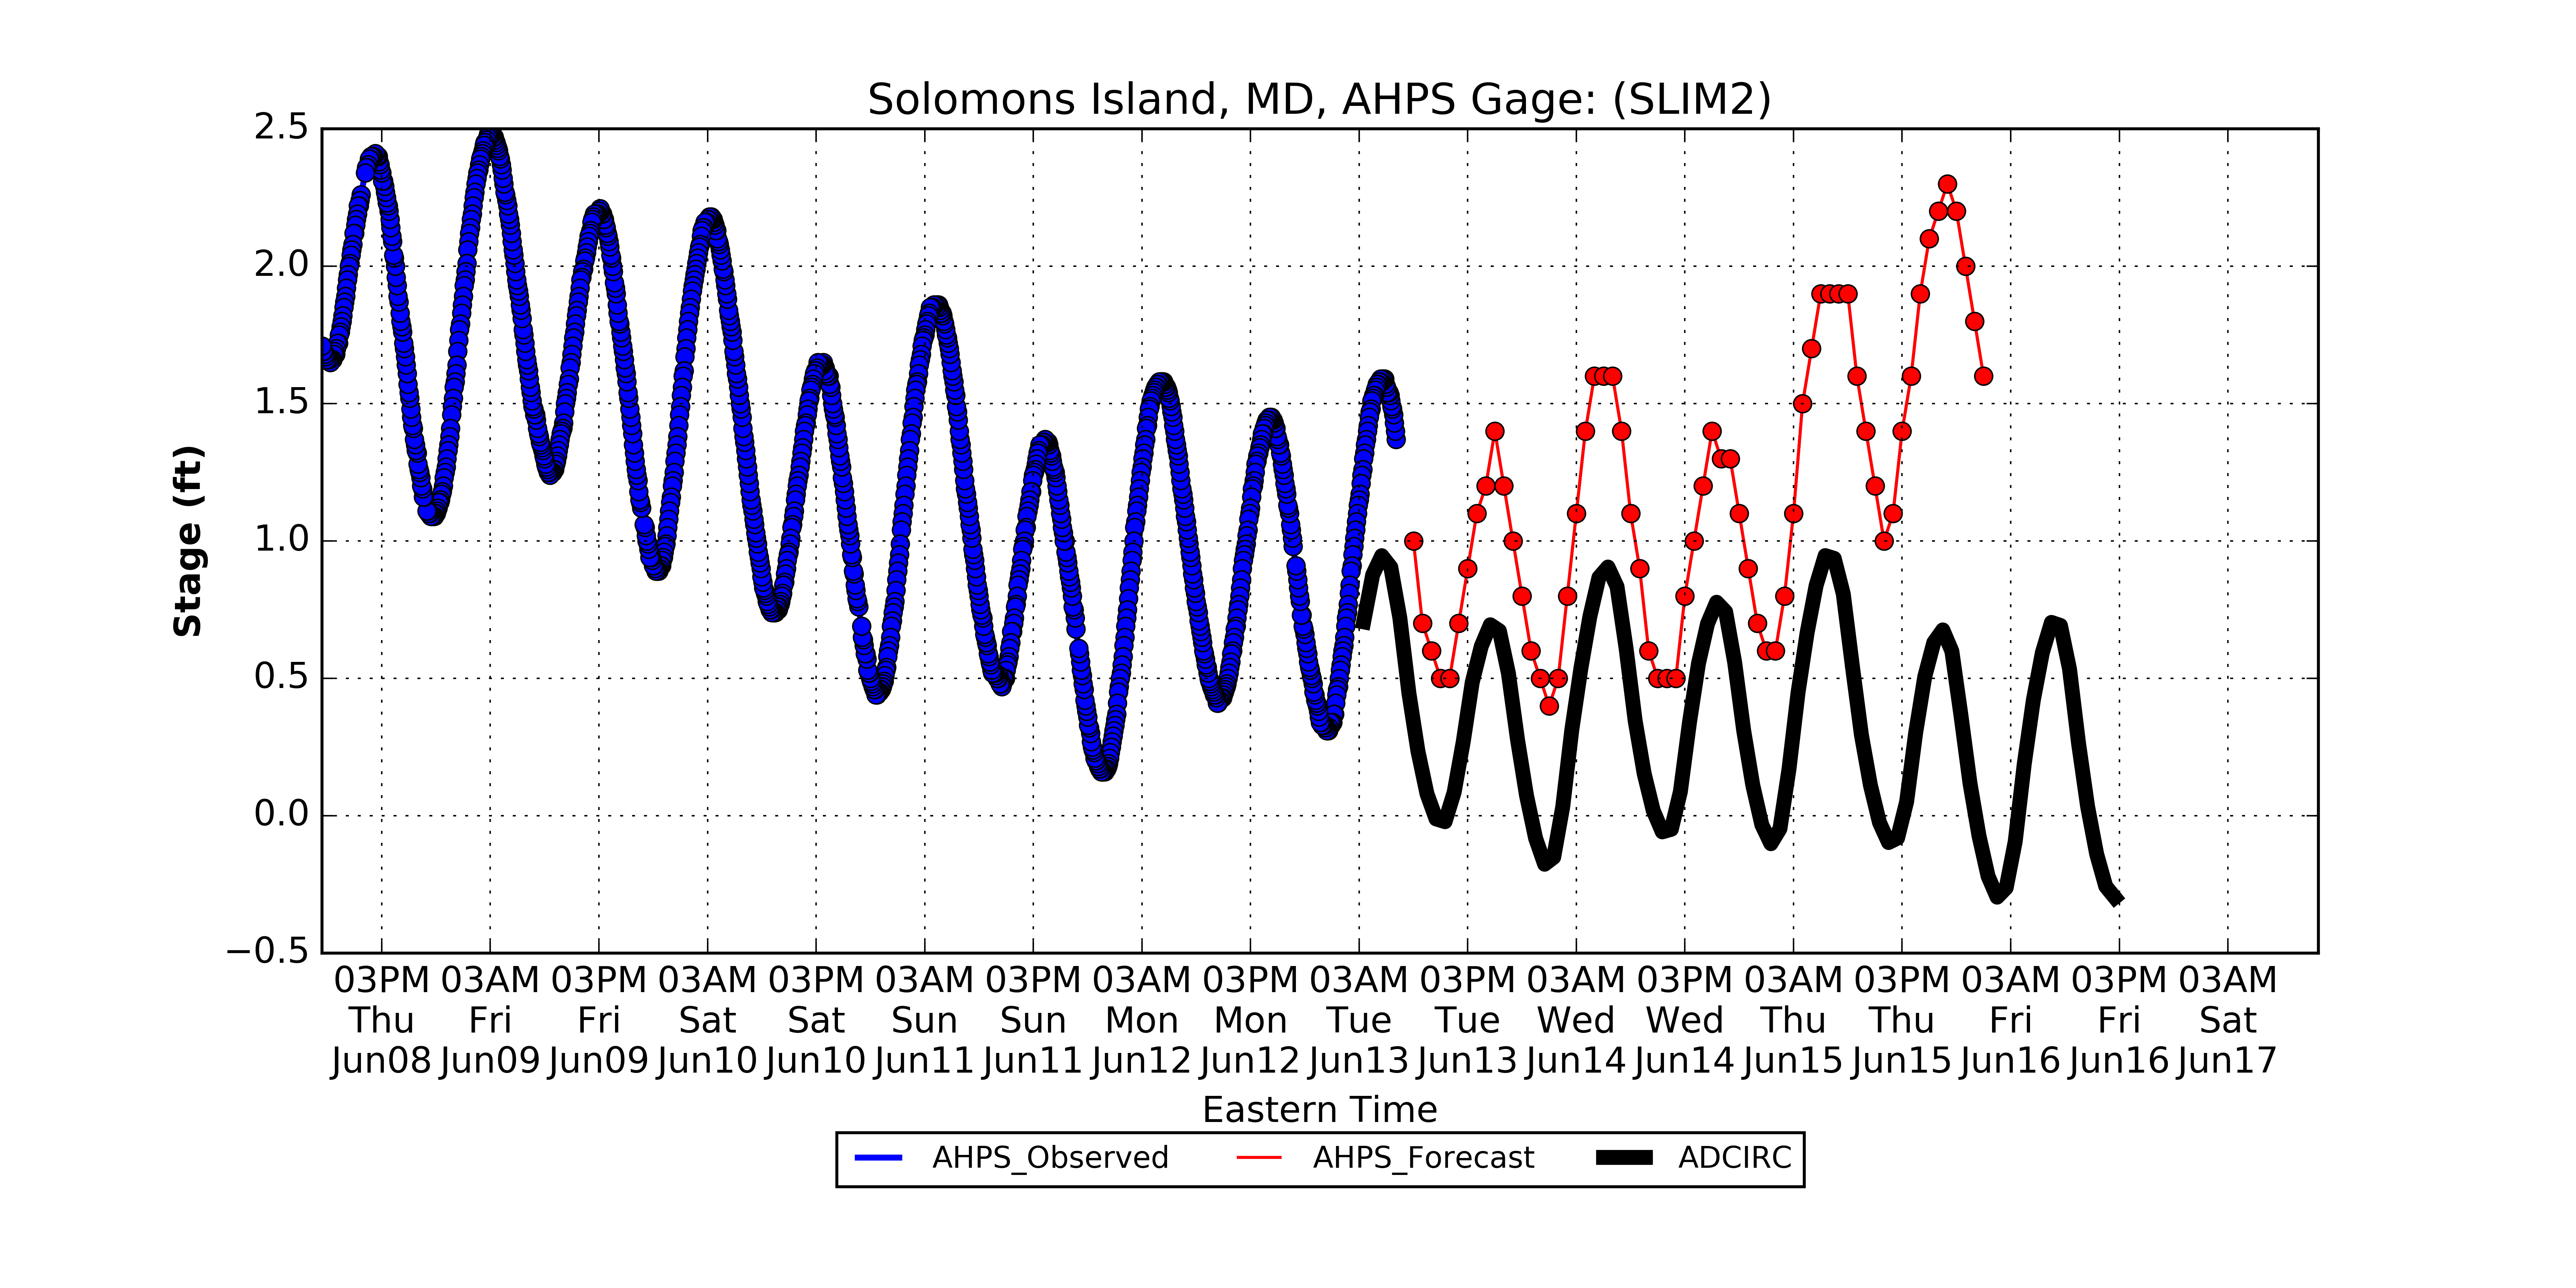 Solomons Island, MD, AHPS Gage: (SLIM2)
2.5
2.0
1.5
1.0
0.5
0.0
−0.5
Stage (ft)
03PM 03AM 03PM 03AM 03PM 03AM 03PM 03AM 03PM 03AM 03PM 03AM 03PM 03AM 03PM 03AM 03PM 03AM
Thu Fri Fri Sat Sat Sun Sun Mon Mon Tue Tue Wed Wed Thu Thu Fri Fri Sat
Jun08 Jun09 Jun09 Jun10 Jun10 Jun11 Jun11 Jun12 Jun12 Jun13 Jun13 Jun14 Jun14 Jun15 Jun15 Jun16 Jun16 Jun17
Eastern Time
AHPS_Observed AHPS_Forecast ADCIRC